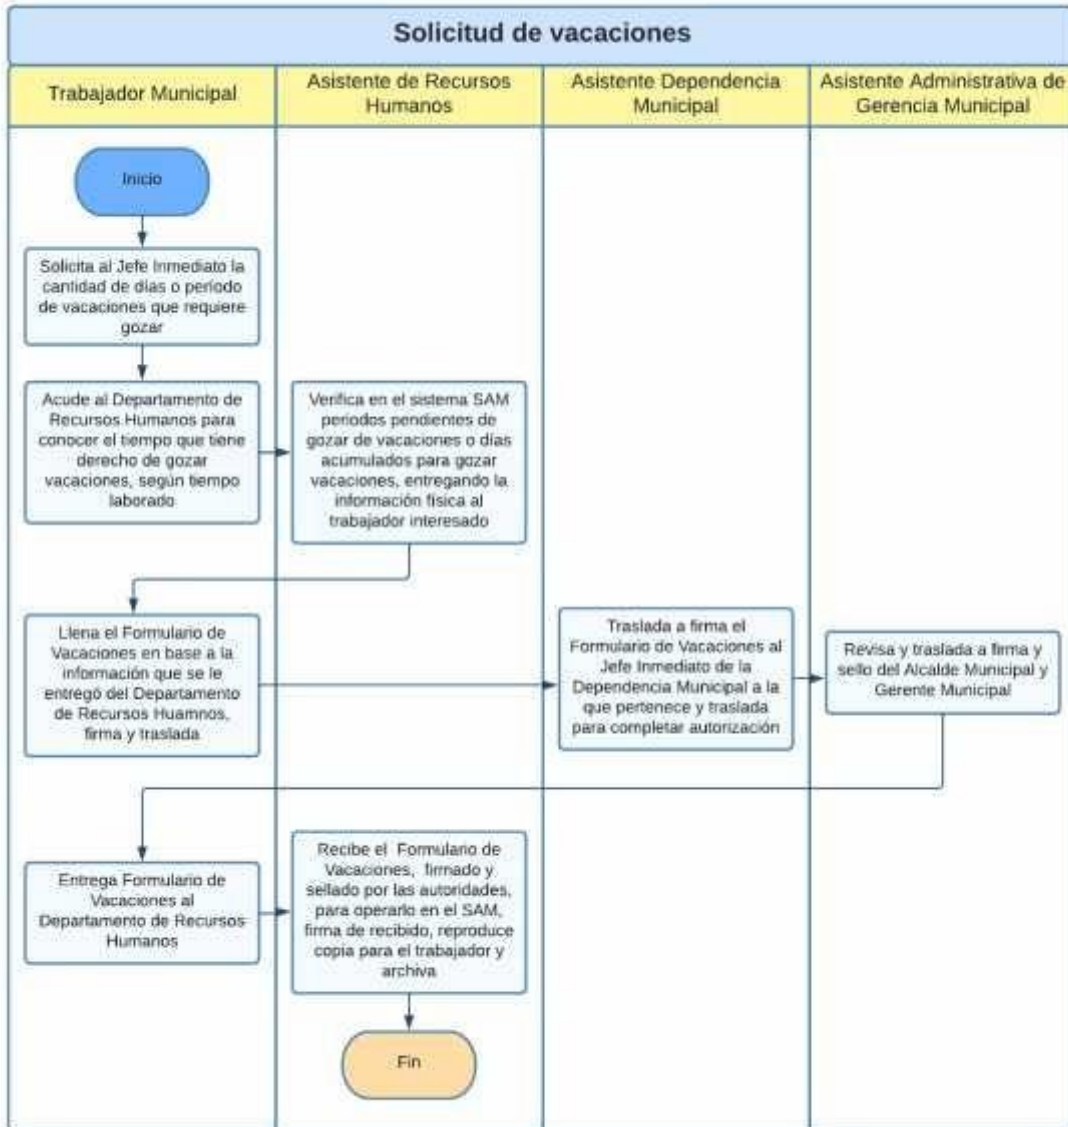 Solicitud de vacaciones
Trabajador Municipal
Asistente de Recursos
Humanos
Asistente Dependencia
Municipal
Asistente Administrativa de
Gerencia Municipal
Inicio
Solicita al Jefe Inmediato la
cantidad de días o período
de vacaciones que requiere
gozar
Acude al Departamento de
Recursos Humanos para
conocer el tiempo que tiene
derecho de gozar
vacaciones, según tiempo
laborado
Verifica en el sistema SAM
periodos pendientes de
gozar de vacaciones o días
acumulados para gozar
vacaciones, entregando la
información física al
trabajador interesado
Llena el Formulario de
Vacaciones en base a la
información que se le
entregó del Departamento
de Recursos Huamnos,
firma y traslada
Traslada a firma el
Formulario de Vacaciones al
Jefe Inmediato de la
Dependencia Municipal a la
que pertenece y traslada
para completar autorización
Revisa y traslada a firma y
sello del Alcalde Municipal y
Gerente Municipal
Entrega Formulario de
Vacaciones al
Departamento de Recursos
Humanos
Recibe el Formulario de
Vacaciones, firmado y
sellado por las autoridades,
para operarlo en el SAM,
firma de recibido, reproduce
copia para el trabajador y
archiva
Fin